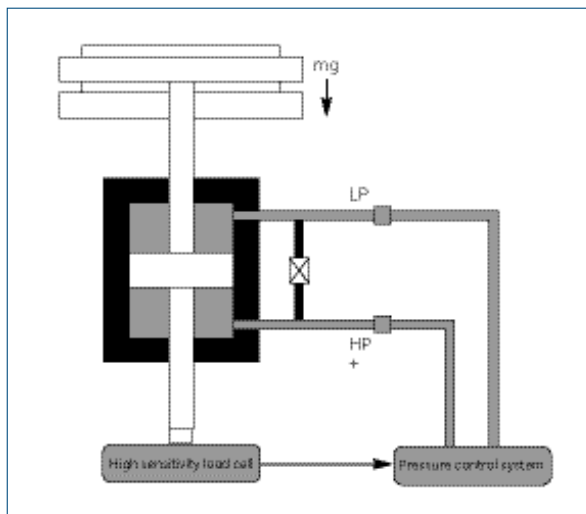 mg
LP
HP
+
High sensitivity load cell
Pressure control system